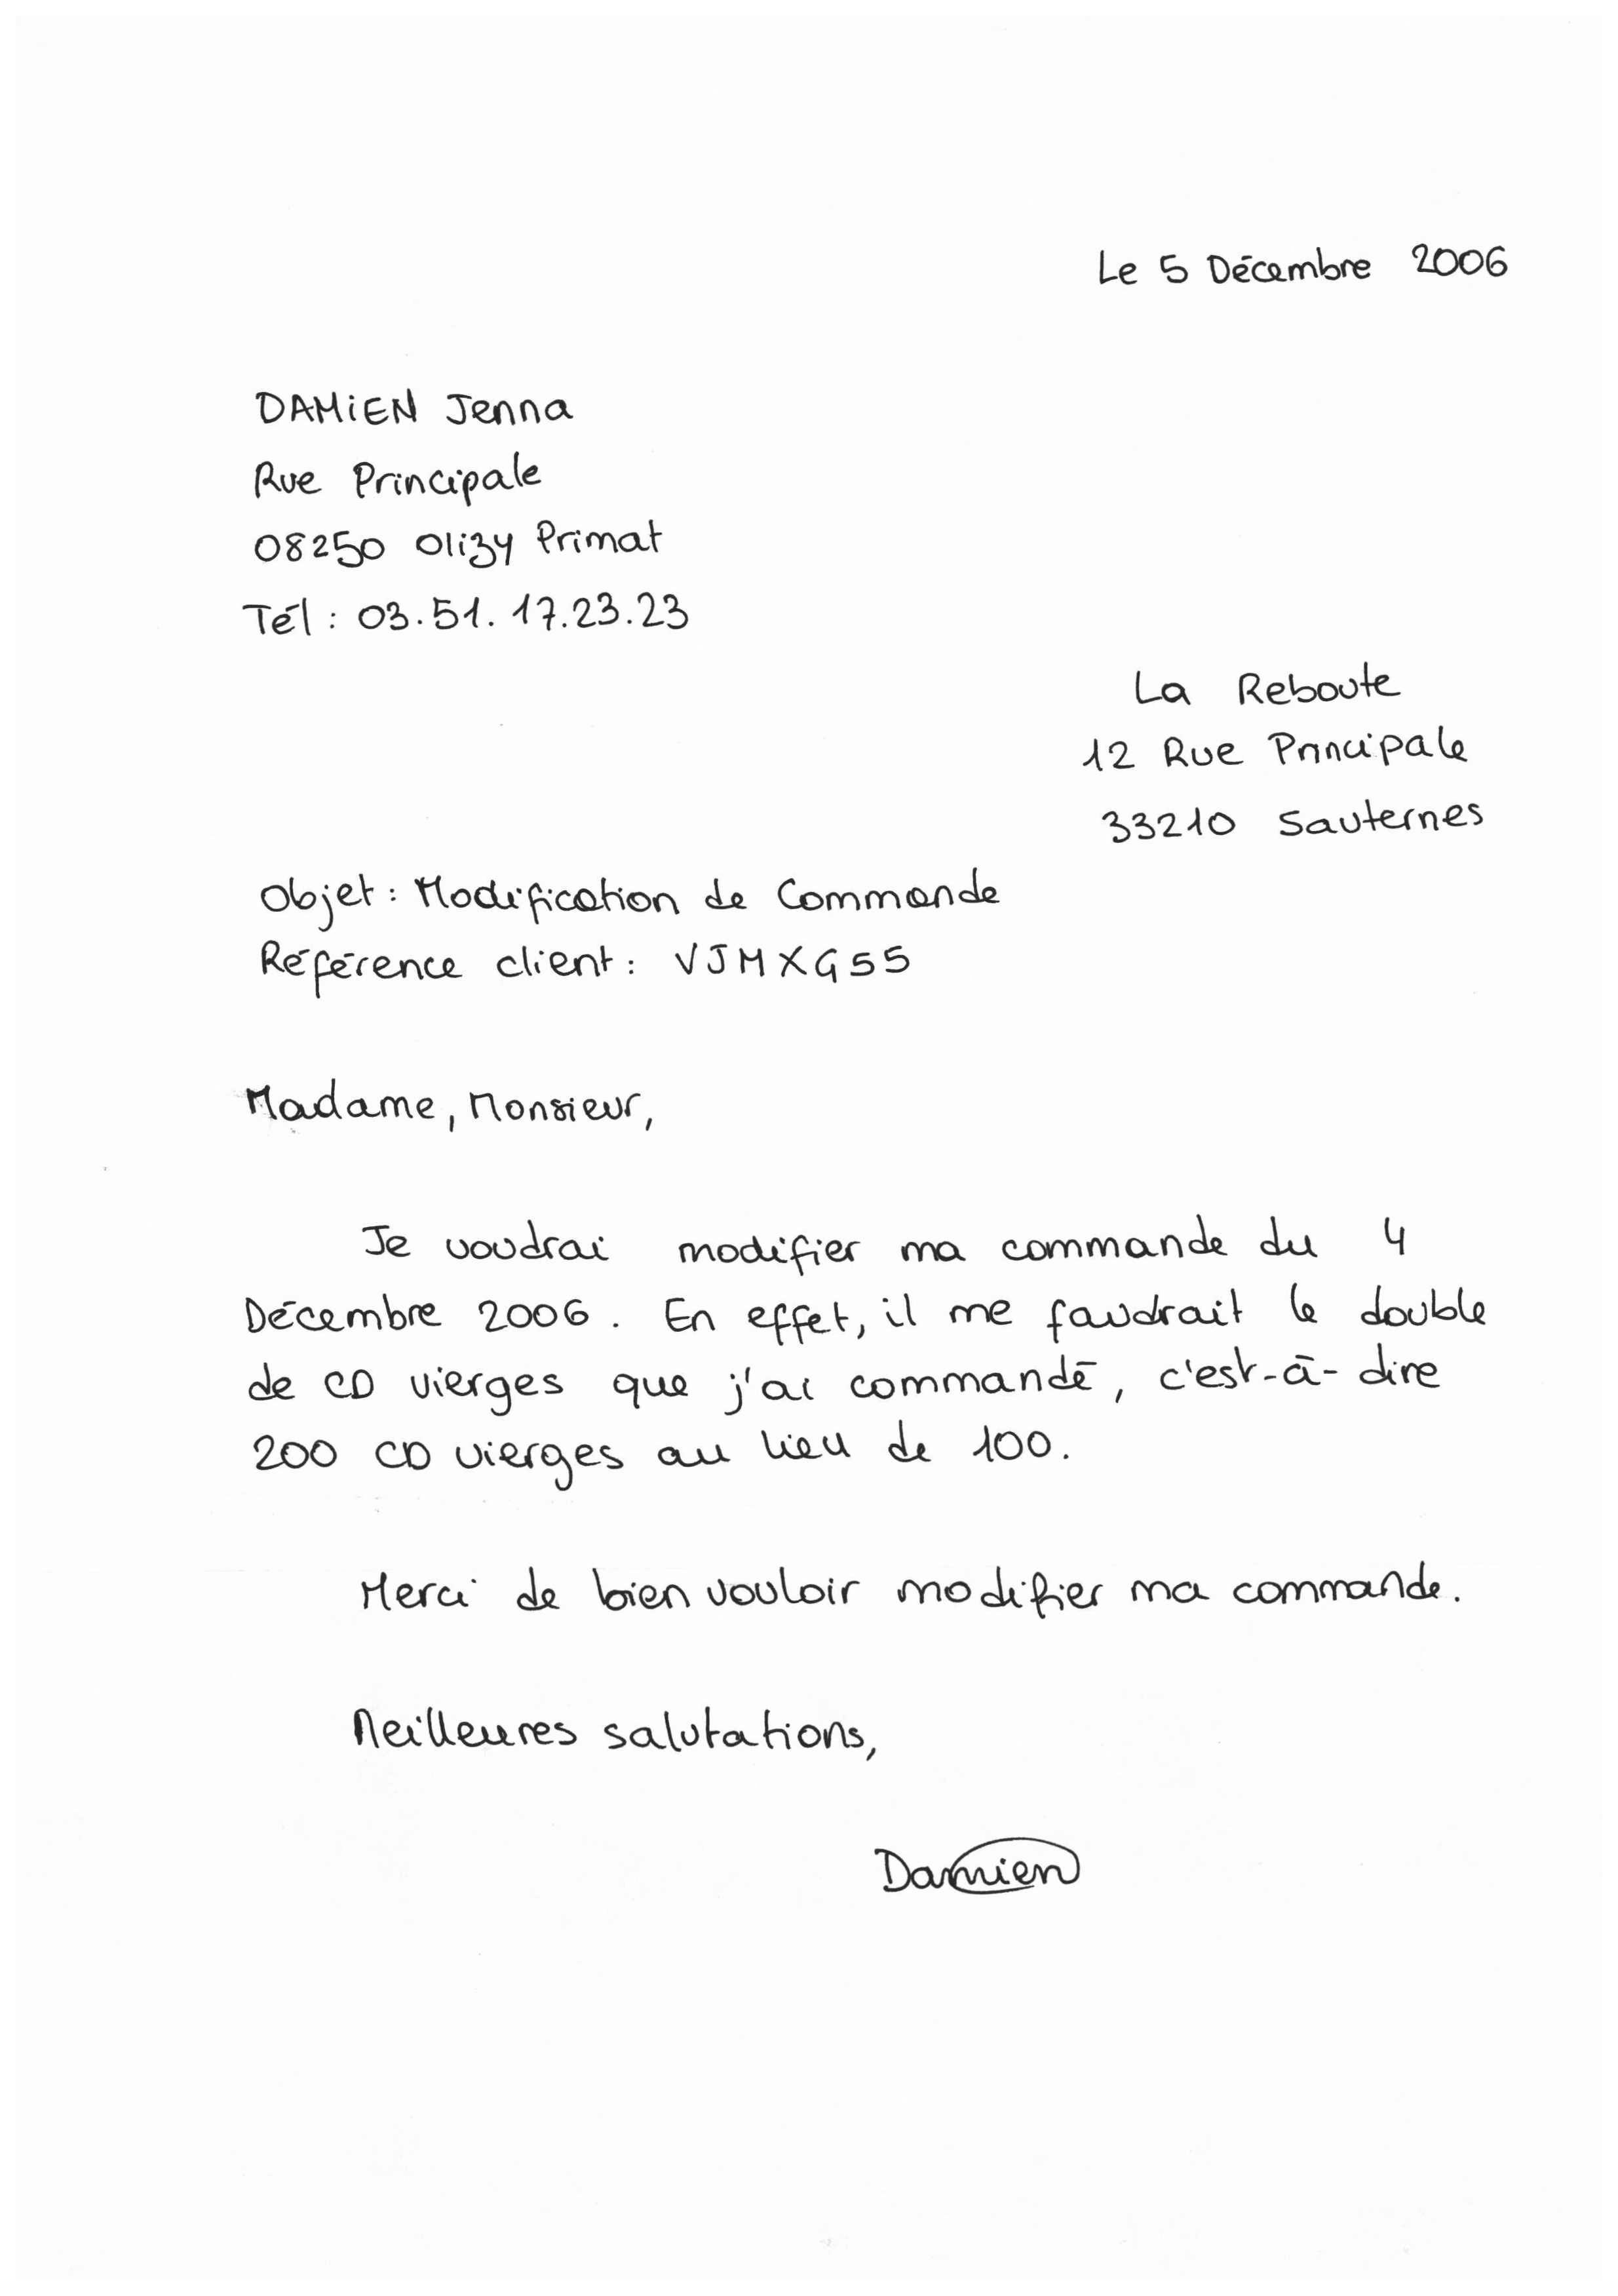 Le 5 Décembre 2006
DAMiEN Jenna
Rue Principale
08250 Olizy Primat
Tél : 03.51.17.23.23
La Reboute
12 Rue Principale
33210 Sauternes
Objet : Modification de Commande
Référence client : VJMXG55
Madame, Monsieur,
Je voudrai modifier ma commande du 4
Décembre 2006. En effet, il me faudrait le double
de CD vierges que j'ai commandé, c'est-à-dire
200 CD vierges au lieu de 100.
Merci de bien vouloir modifier ma commande.
Meilleures salutations,
Damien